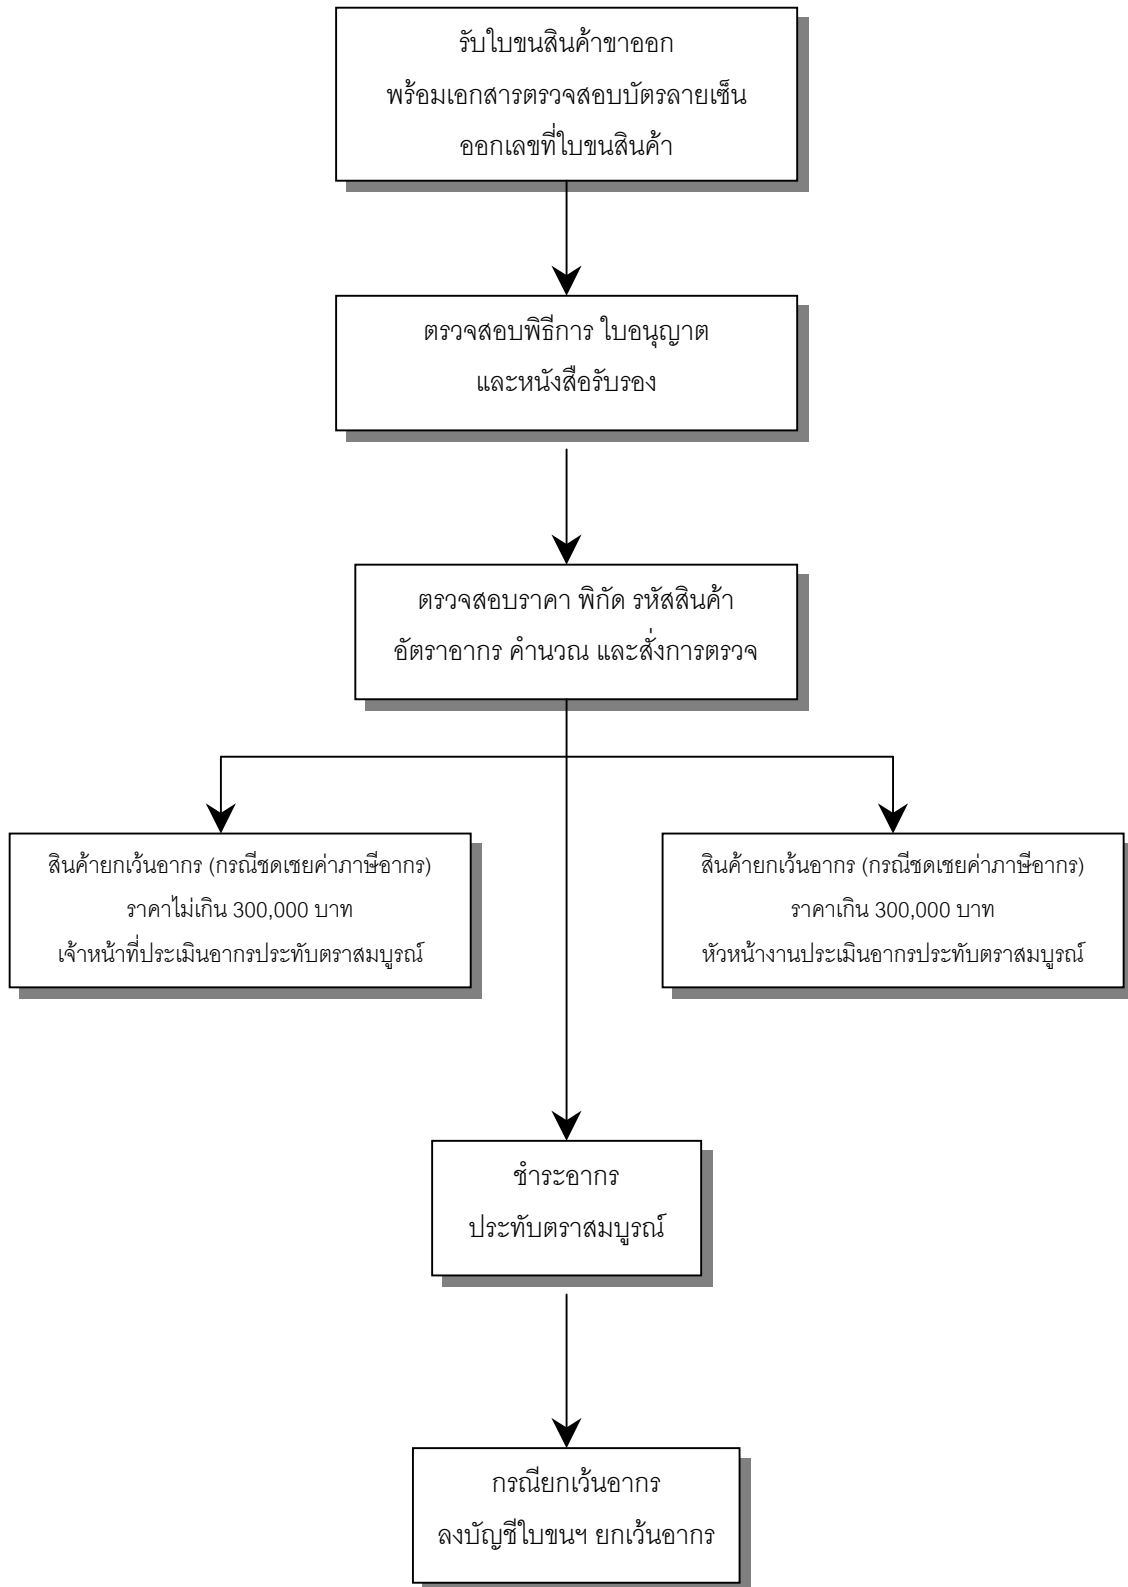 รับใบขนสินค้าขาออก
พร้อมเอกสารตรวจสอบบัตรลายเซ็น
ออกเลขที่ใบขนสินค้า
ตรวจสอบพิธีการ ใบอนุญาต
และหนังสือรับรอง
ตรวจสอบราคา พิกัด รหัสสินค้า
อัตราอากร คำนวณ และสั่งการตรวจ
สินค้ายกเว้นอากร (กรณีชดเชยค่าภาษีอากร)
ราคาไม่เกิน 300,000 บาท
เจ้าหน้าที่ประเมินอากรประทับตราสมบูรณ์
สินค้ายกเว้นอากร (กรณีชดเชยค่าภาษีอากร)
ราคาเกิน 300,000 บาท
หัวหน้างานประเมินอากรประทับตราสมบูรณ์
ชำระอากร
ประทับตราสมบูรณ์
กรณียกเว้นอากร
ลงบัญชีใบขนฯ ยกเว้นอากร